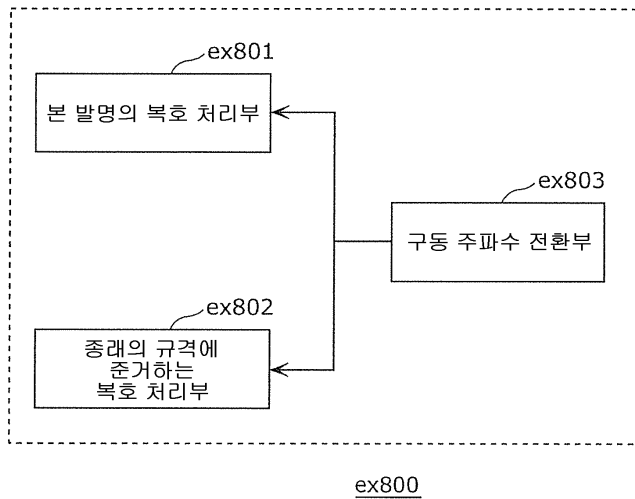 ex801
본 발명의 복호 처리부
ex803
구동 주파수 전환부
ex802
종래의 규격에
준거하는
복호 처리부
ex800